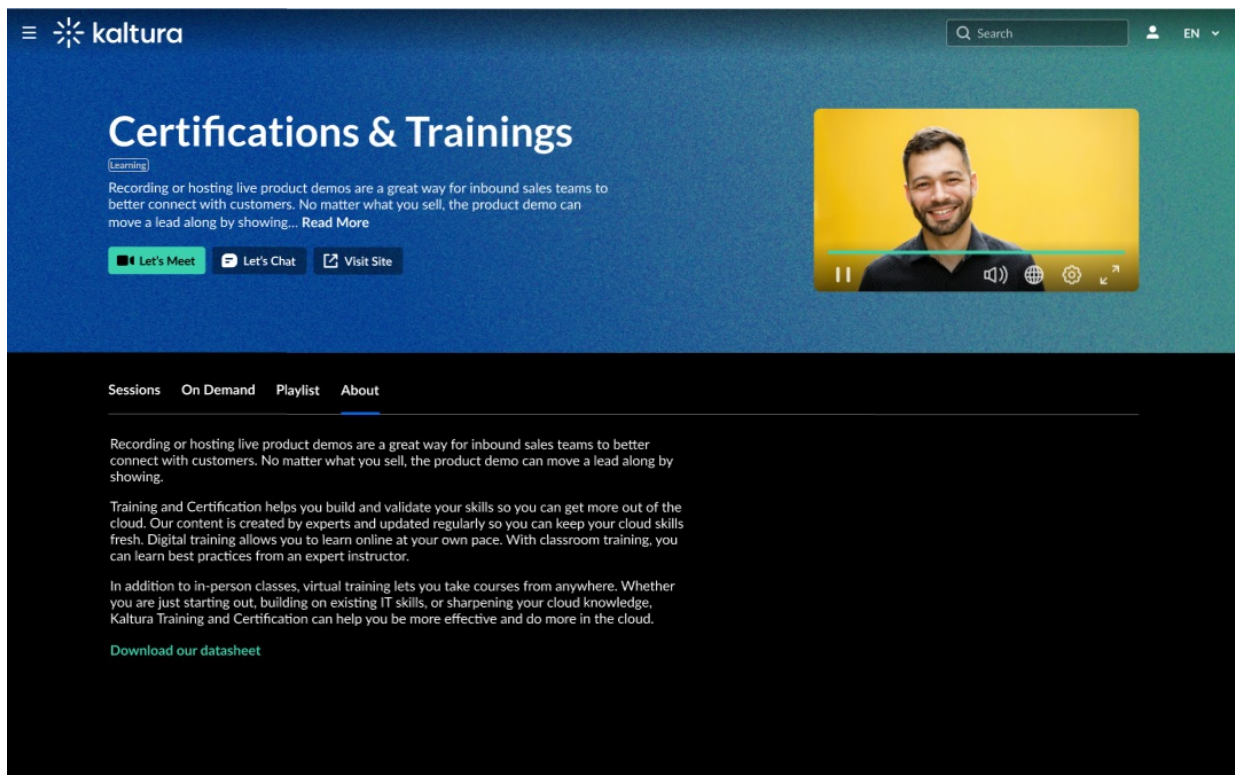 kaltura
Search
EN
Certifications & Trainings
Learning
Recording or hosting live product demos are a great way for inbound sales teams to
better connect with customers. No matter what you sell, the product demo can
move a lead along by showing... Read More
Let's Meet
Let's Chat
Visit Site
Sessions On Demand Playlist About
Recording or hosting live product demos are a great way for inbound sales teams to better
connect with customers. No matter what you sell, the product demo can move a lead along by
showing.
Training and Certification helps you build and validate your skills so you can get more out of the
cloud. Our content is created by experts and updated regularly so you can keep your cloud skills
fresh. Digital training allows you to learn online at your own pace. With classroom training, you
can learn best practices from an expert instructor.
In addition to in-person classes, virtual training lets you take courses from anywhere. Whether
you are just starting out, building on existing IT skills, or sharpening your cloud knowledge,
Kaltura Training and Certification can help you be more effective and do more in the cloud.
Download our datasheet